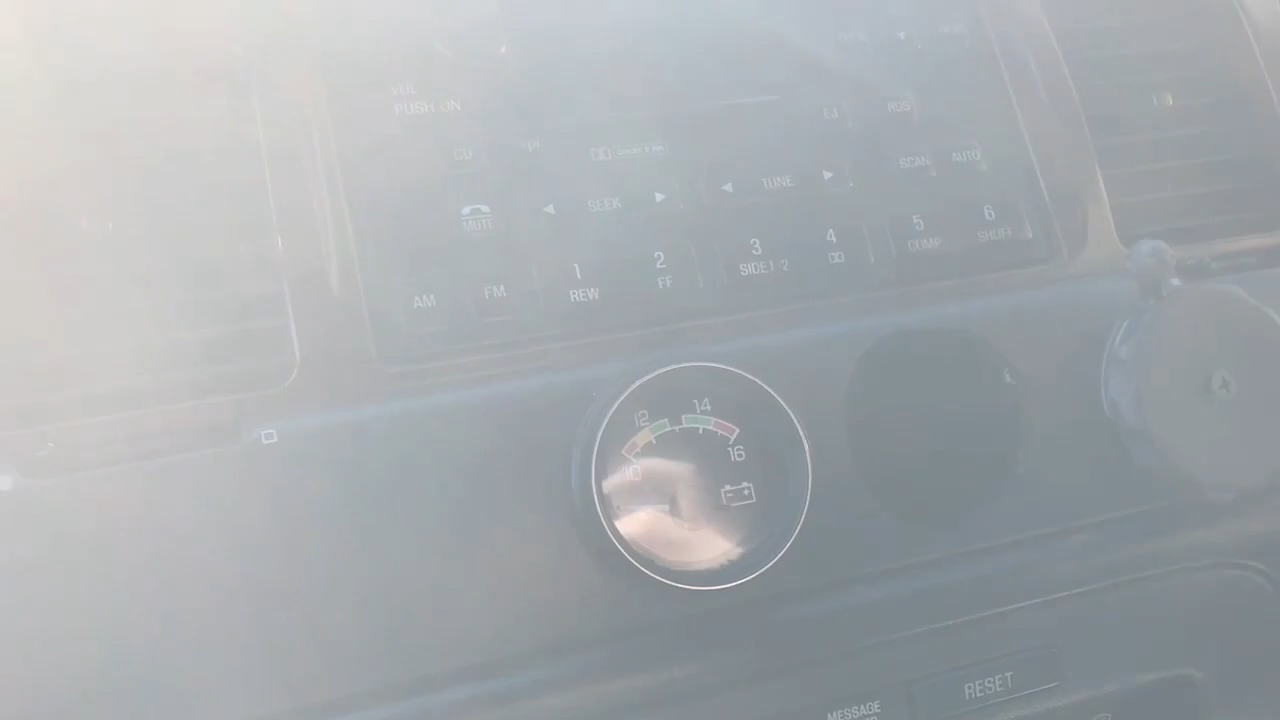 VOL
PUSH ON
RDS
CD
SCAN AUTO
SEEK
TUNE
MUTE
1 2 3 4 5 6
REW FF SIDE 1-2 COMP SHUFF
AM FM
12 14
10 16
- +
RESET
MESSAGE